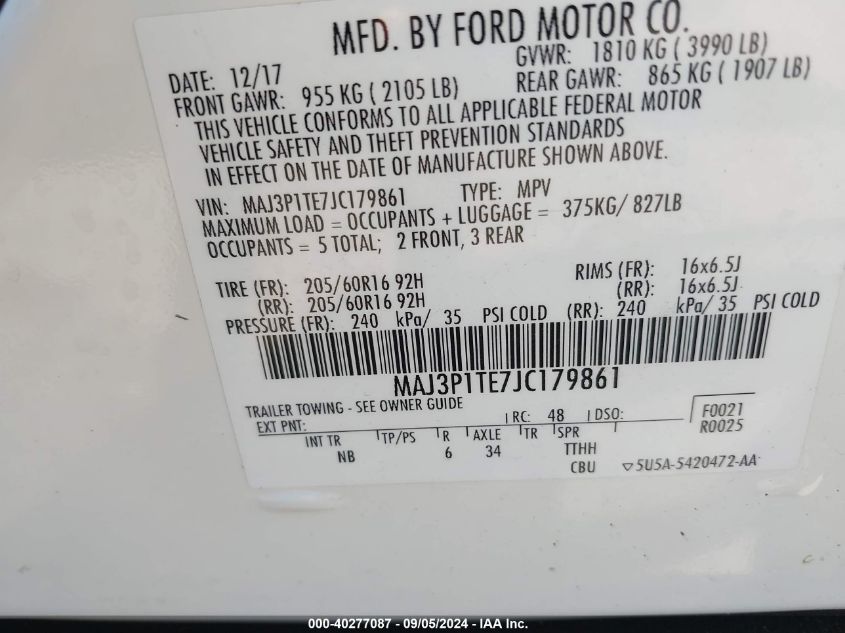 MFD. BY FORD MOTOR CO.
DATE: 12/17 GVWR: 1810 KG ( 3990 LB)
FRONT GAWR: 955 KG ( 2105 LB) REAR GAWR: 865 KG ( 1907 LB)
THIS VEHICLE CONFORMS TO ALL APPLICABLE FEDERAL MOTOR
VEHICLE SAFETY AND THEFT PREVENTION STANDARDS
IN EFFECT ON THE DATE OF MANUFACTURE SHOWN ABOVE.
VIN: MAJ3P1TE7JC179861 TYPE: MPV
MAXIMUM LOAD = OCCUPANTS + LUGGAGE = 375KG/ 827LB
OCCUPANTS = 5 TOTAL; 2 FRONT, 3 REAR
TIRE (FR): 205/60R16 92H RIMS (FR): 16x6.5J
(RR): 205/60R16 92H (RR): 16x6.5J
PRESSURE (FR): 240 kPa/ 35 PSI COLD (RR): 240 kPa/ 35 PSI COLD
MAJ3P1TE7JC179861
TRAILER TOWING - SEE OWNER GUIDE
EXT PNT: RC: 48 DSO: F0021
R0025
INT TR TP/PS R AXLE TR SPR
NB 6 34 TTHH
CBU 5U5A-5420472-AA
000-40277087 - 09/05/2024 - IAA Inc.